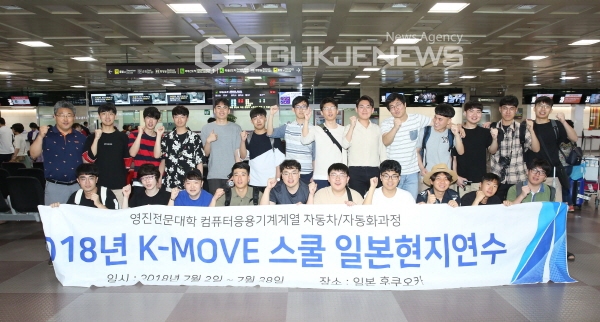 News Agency
GUKJENEWS
영진전문대학 컴퓨터응용기계계열 자동차/자동화과정
018년 K-MOVE 스쿨 일본현지연수
일시 : 2018년 7월 2일 ~ 7월 28일 장소 : 일본 후쿠오카